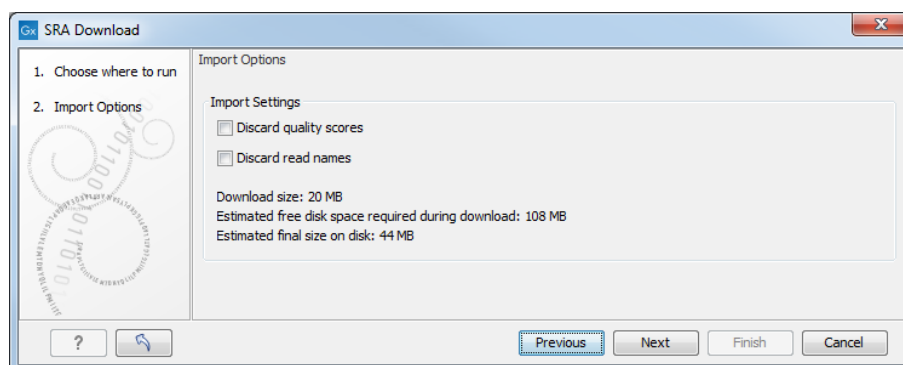 Gx SRA Download
X
1. Choose where to run
2. Import Options
Import Options
Import Settings
Discard quality scores
Discard read names
Download size: 20 MB
Estimated free disk space required during download: 108 MB
Estimated final size on disk: 44 MB
?
Previous
Next
Finish
Cancel